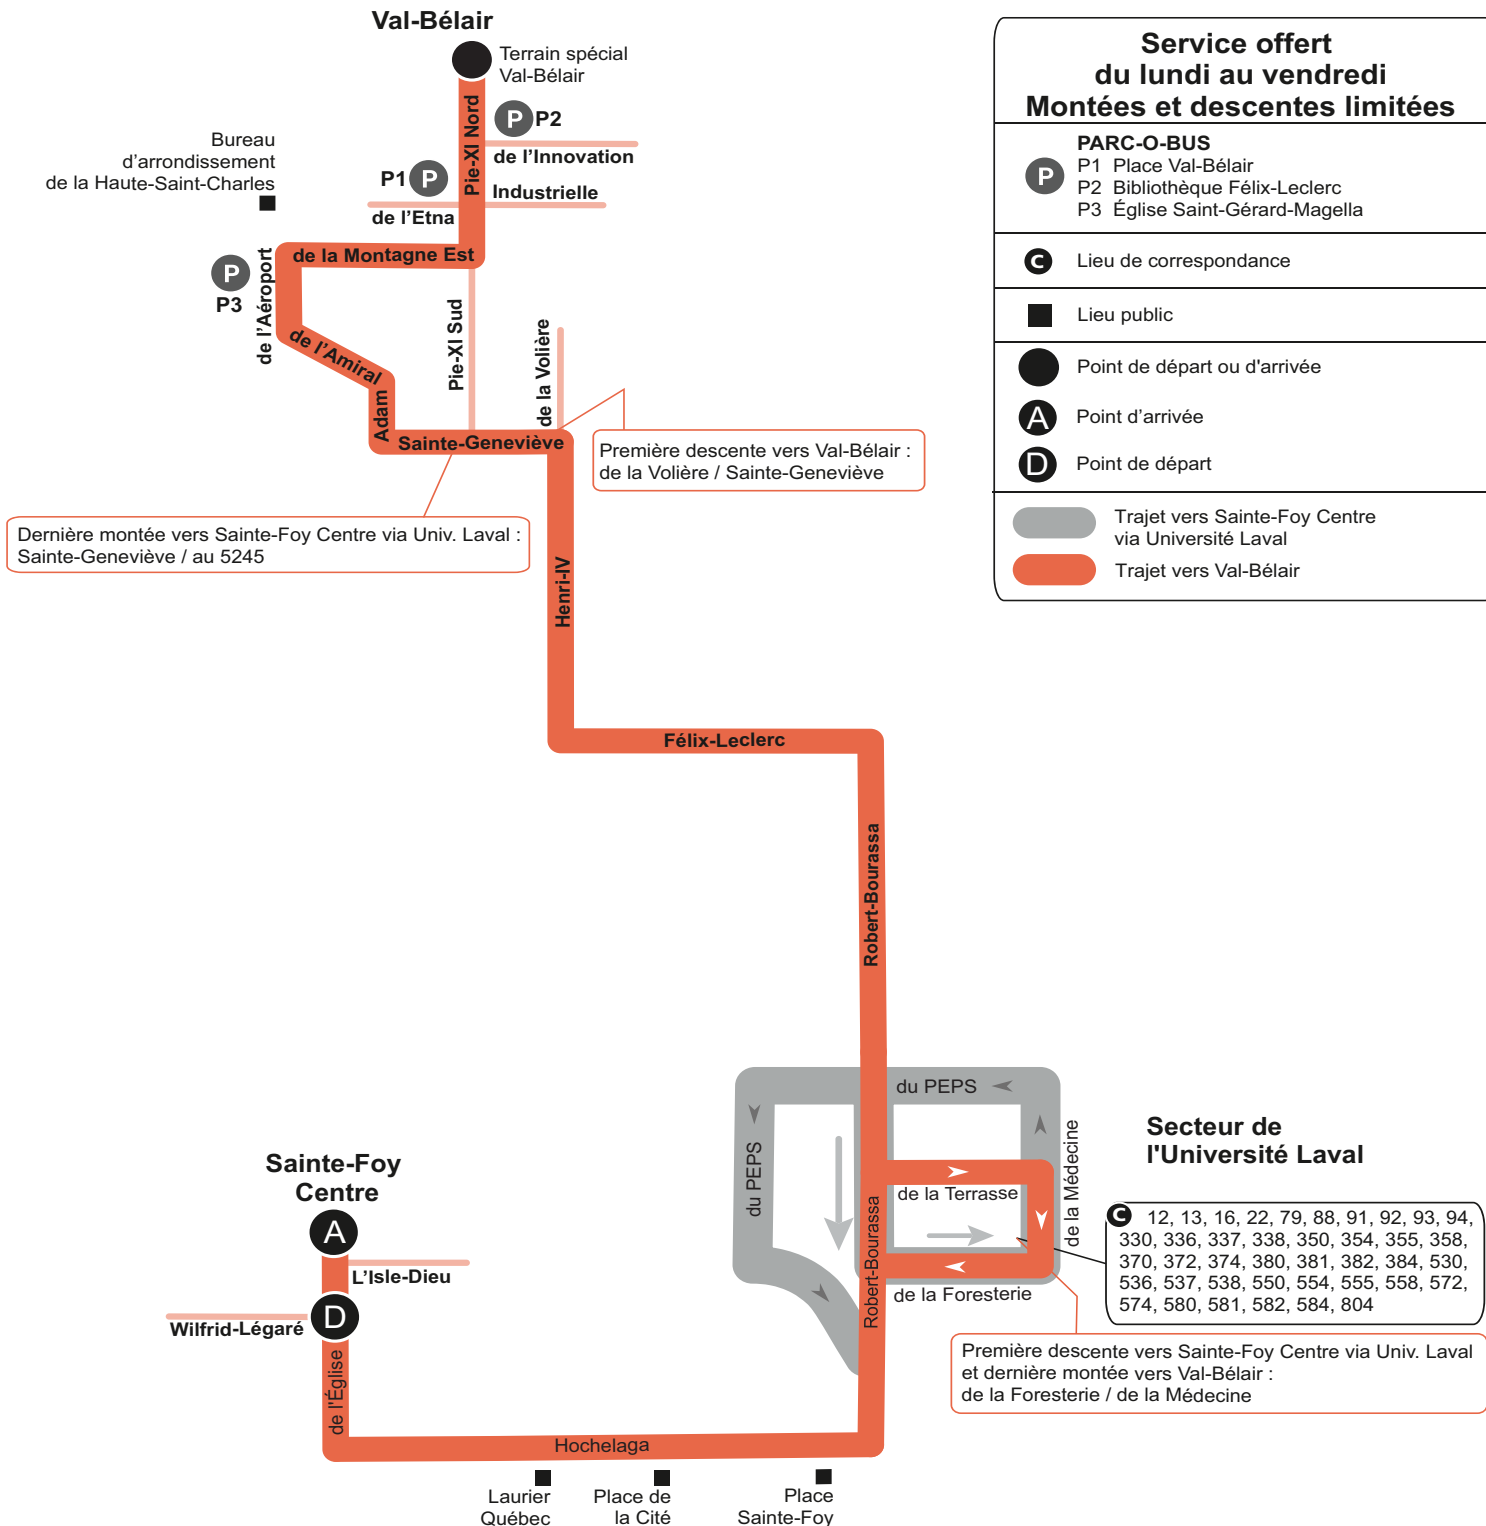 Val-Bélair
Terrain spécial
Val-Bélair
Pie-XI Nord
P P2
de l'Innovation
Bureau
d'arrondissement
de la Haute-Saint-Charles
P1 P
Industrielle
de l'Etna
de la Montagne Est
P
P3
de l'Aéroport
de l'Amiral
Pie-XI Sud
de la Volière
Adam
Sainte-Geneviève
Première descente vers Val-Bélair :
de la Volière / Sainte-Geneviève
Dernière montée vers Sainte-Foy Centre via Univ. Laval :
Sainte-Geneviève / au 5245
Henri-IV
Félix-Leclerc
Robert-Bourassa
du PEPS
du PEPS
de la Médecine
de la Terrasse
Robert-Bourassa
de la Foresterie
Secteur de
l'Université Laval
C 12, 13, 16, 22, 79, 88, 91, 92, 93, 94,
330, 336, 337, 338, 350, 354, 355, 358,
370, 372, 374, 380, 381, 382, 384, 530,
536, 537, 538, 550, 554, 555, 558, 572,
574, 580, 581, 582, 584, 804
Première descente vers Sainte-Foy Centre via Univ. Laval
et dernière montée vers Val-Bélair :
de la Foresterie / de la Médecine
Sainte-Foy
Centre
A
L'Isle-Dieu
D
Wilfrid-Légaré
de l'Église
Hochelaga
Laurier
Québec
Place de
la Cité
Place
Sainte-Foy
Service offert
du lundi au vendredi
Montées et descentes limitées
PARC-O-BUS
P
P1 Place Val-Bélair
P2 Bibliothèque Félix-Leclerc
P3 Église Saint-Gérard-Magella
C Lieu de correspondance
Lieu public
Point de départ ou d'arrivée
A Point d'arrivée
D Point de départ
Trajet vers Sainte-Foy Centre
via Université Laval
Trajet vers Val-Bélair